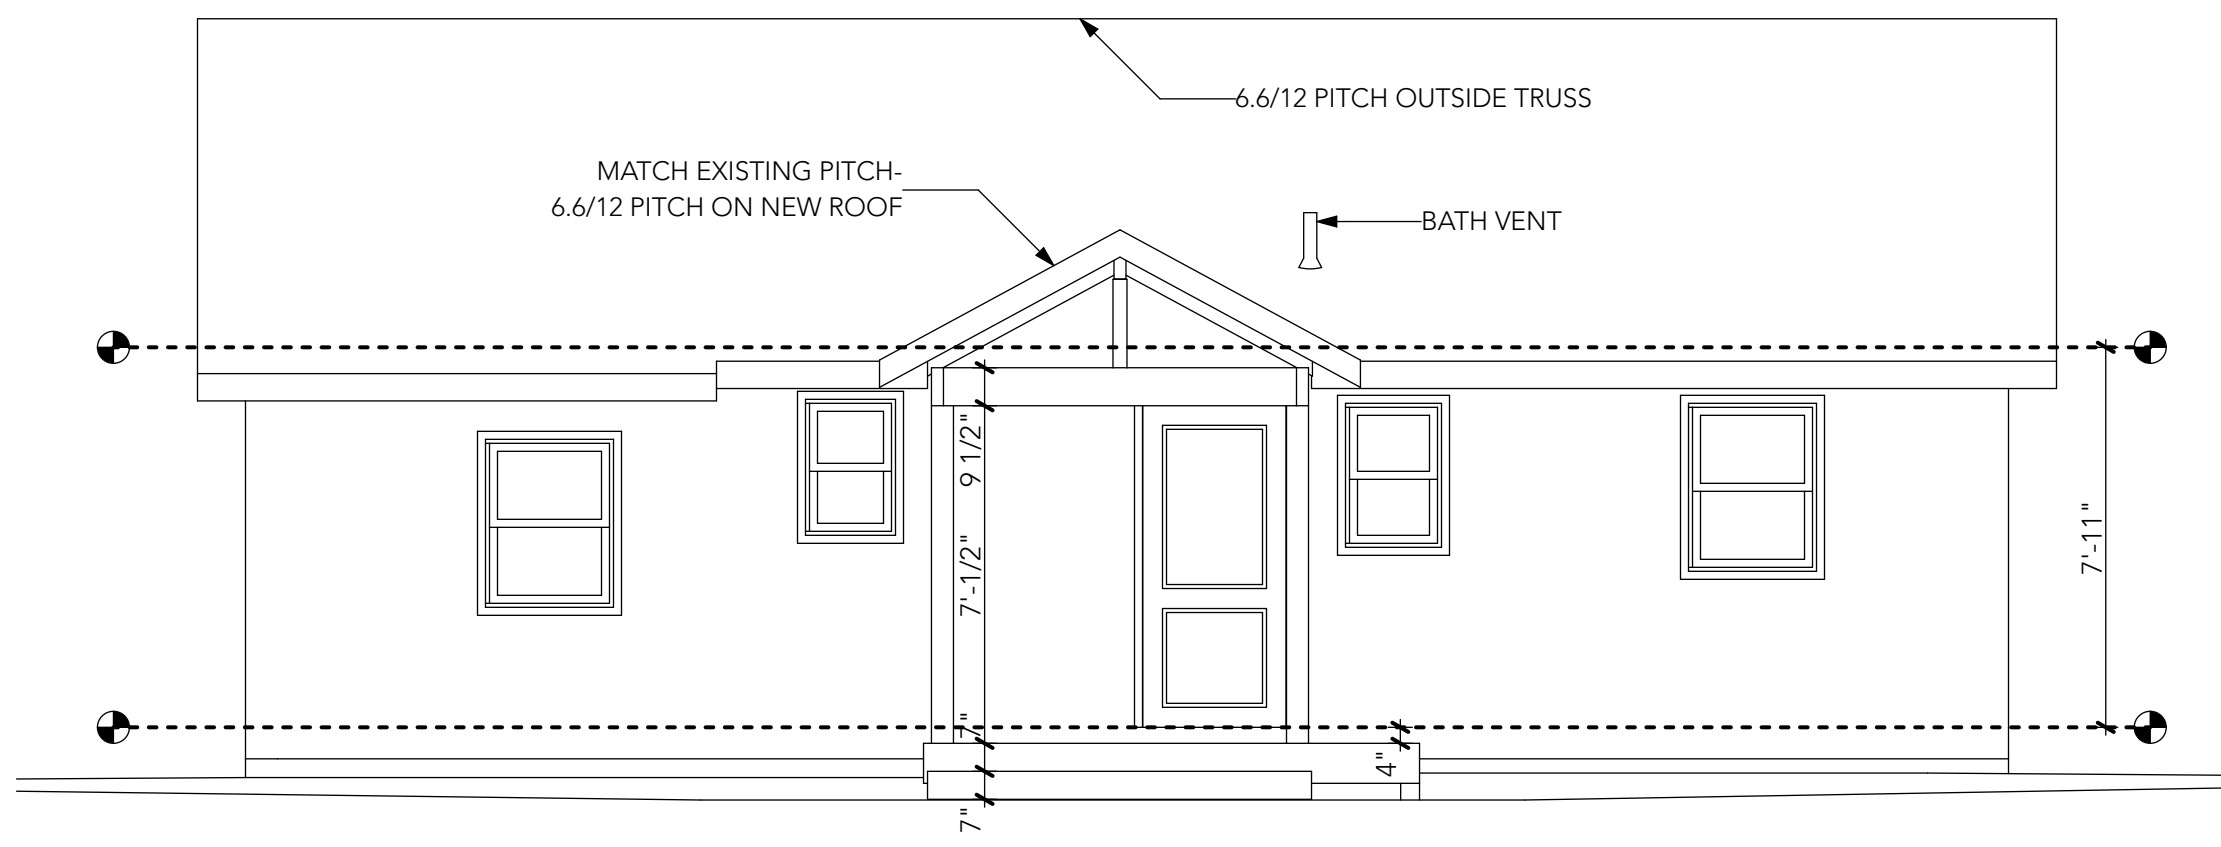 6.6/12 PITCH OUTSIDE TRUSS
MATCH EXISTING PITCH-
6.6/12 PITCH ON NEW ROOF
BATH VENT
9 1/2"
7'-1/2"
7'-11"
7"
4"
7"